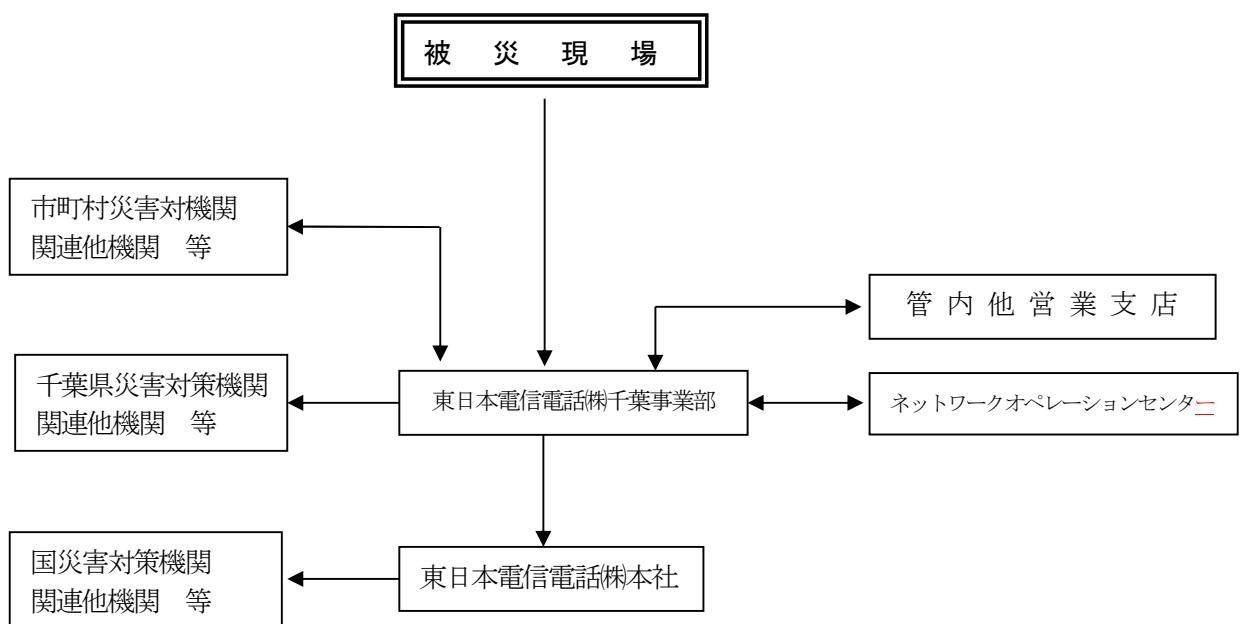 被 災 現 場
市町村災害対機関
関連他機関 等
管 内 他 営 業 支 店
千葉県災害対策機関
関連他機関 等
東日本電信電話㈱千葉事業部
ネットワークオペレーションセンター
国災害対策機関
関連他機関 等
東日本電信電話㈱本社